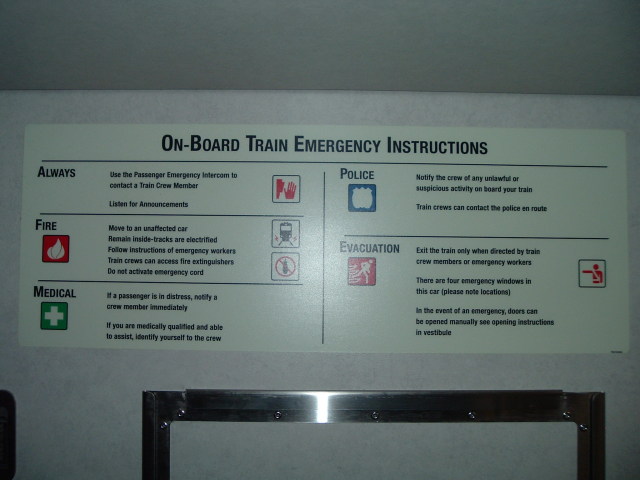 On-Board Train Emergency Instructions
Always
Use the Passenger Emergency Intercom to
contact a Train Crew Member
Listen for Announcements
Fire
Move to an unaffected car
Remain inside-tracks are electrified
Follow instructions of emergency workers
Train crews can access fire extinguishers
Do not activate emergency cord
Medical
If a passenger is in distress, notify a
crew member immediately
If you are medically qualified and able
to assist, identify yourself to the crew
Police
Notify the crew of any unlawful or
suspicious activity on board your train
Train crews can contact the police en route
Evacuation
Exit the train only when directed by train
crew members or emergency workers
There are four emergency windows in
this car (please note locations)
In the event of an emergency, doors can
be opened manually see opening instructions
in vestibule